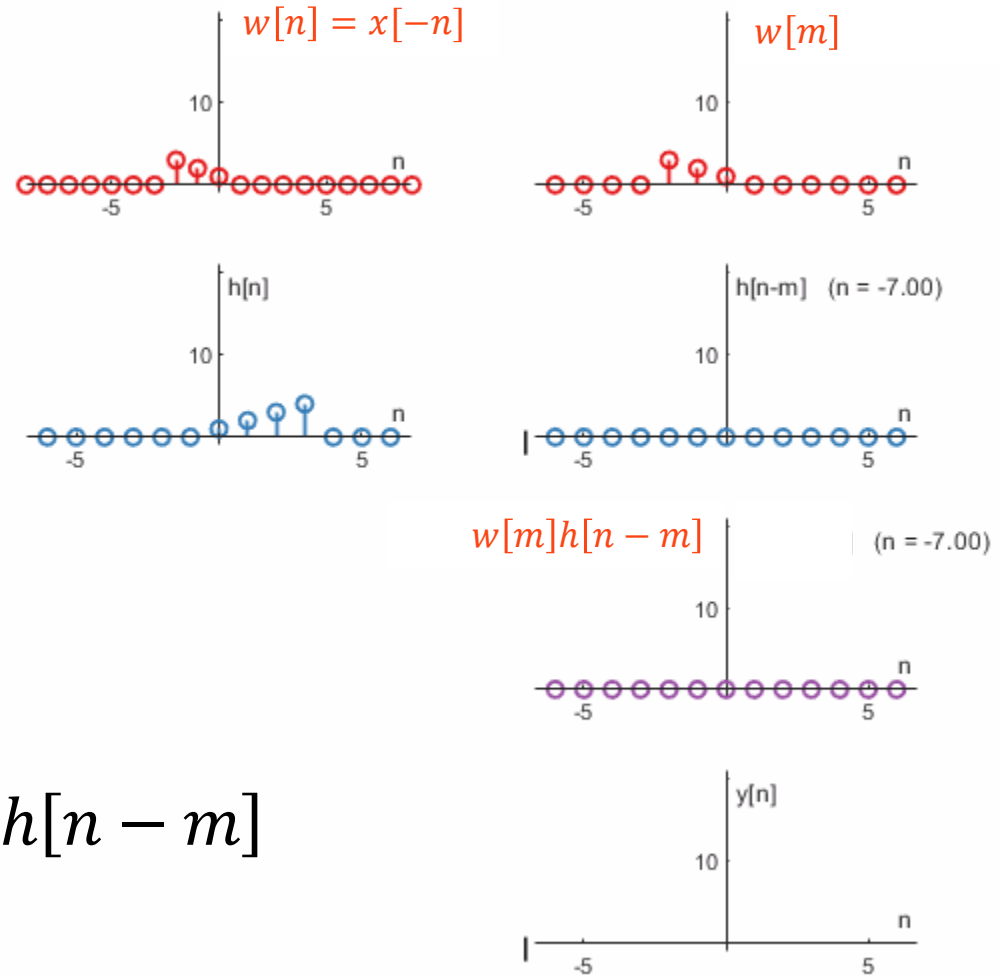 w[n] = x[−n]
10
n
-5 5
w[m]
10
n
-5 5
h[n]
10
n
-5 5
h[n-m] (n = -7.00)
10
n
-5 5
w[m]h[n − m]
(n = -7.00)
10
n
-5 5
h[n − m]
y[n]
10
n
-5 5